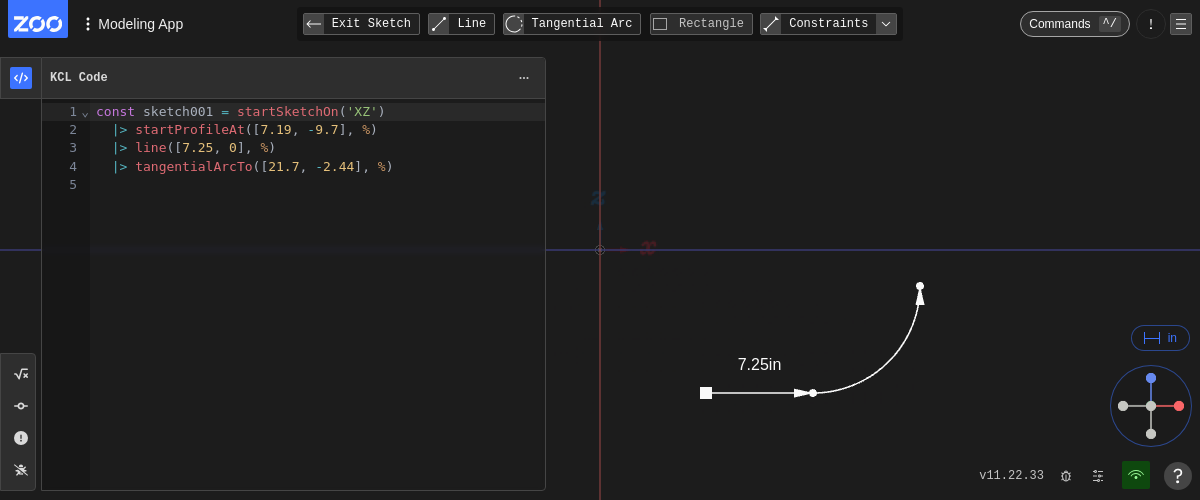 ZOO
Modeling App
Exit Sketch
Line
Tangential Arc
Rectangle
Constraints
Commands ^/
!
KCL Code
...
1 const sketch001 = startSketchOn('XZ')
2 |> startProfileAt([7.19, -9.7], %)
3 |> line([7.25, 0], %)
4 |> tangentialArcTo([21.7, -2.44], %)
5
z
x
7.25in
in
v11.22.33
?